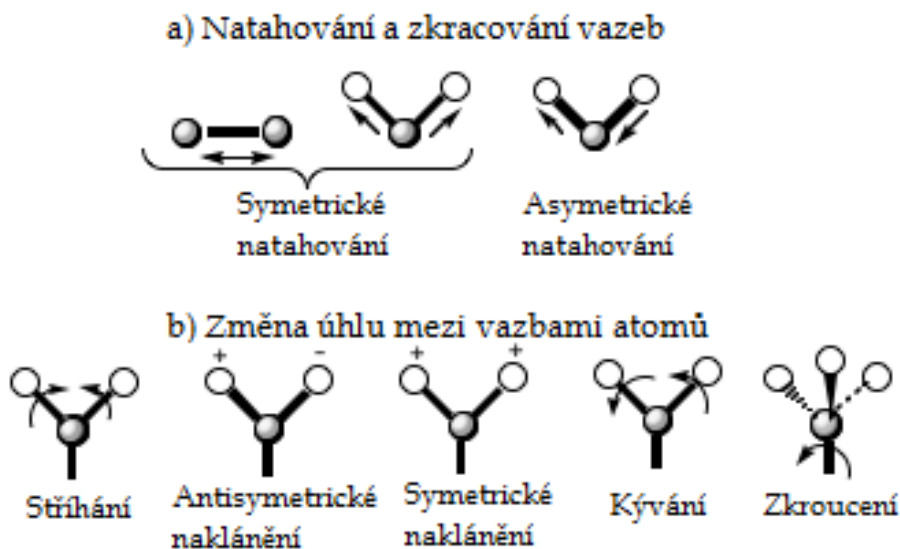 a) Natahování a zkracování vazeb
Symetrické
natahování
Asymetrické
natahování
b) Změna úhlu mezi vazbami atomů
+ -
+ +
Stříhání
Antisymetrické
naklánění
Symetrické
naklánění
Kývání
Zkroucení